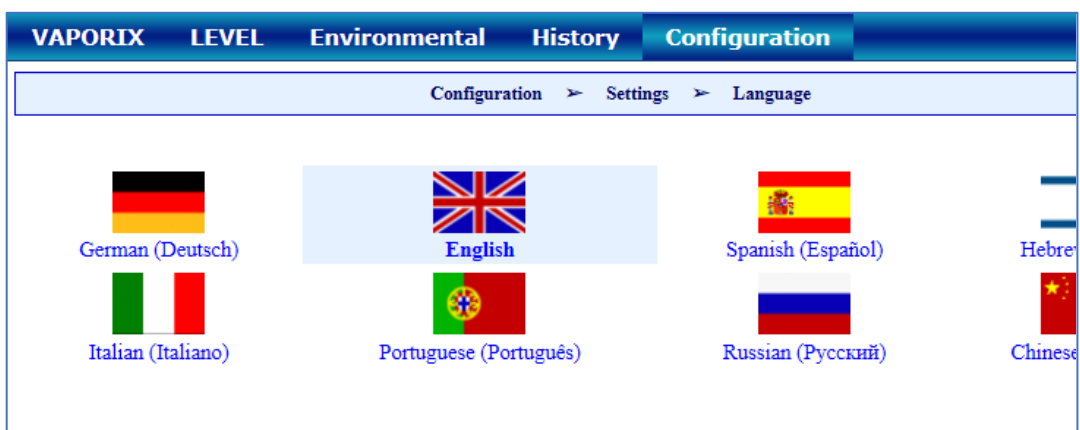 VAPORIX LEVEL Environmental History Configuration
Configuration ➢ Settings ➢ Language
German (Deutsch) English Spanish (Español)
Italian (Italiano) Portuguese (Português) Russian (Русский) Chinese